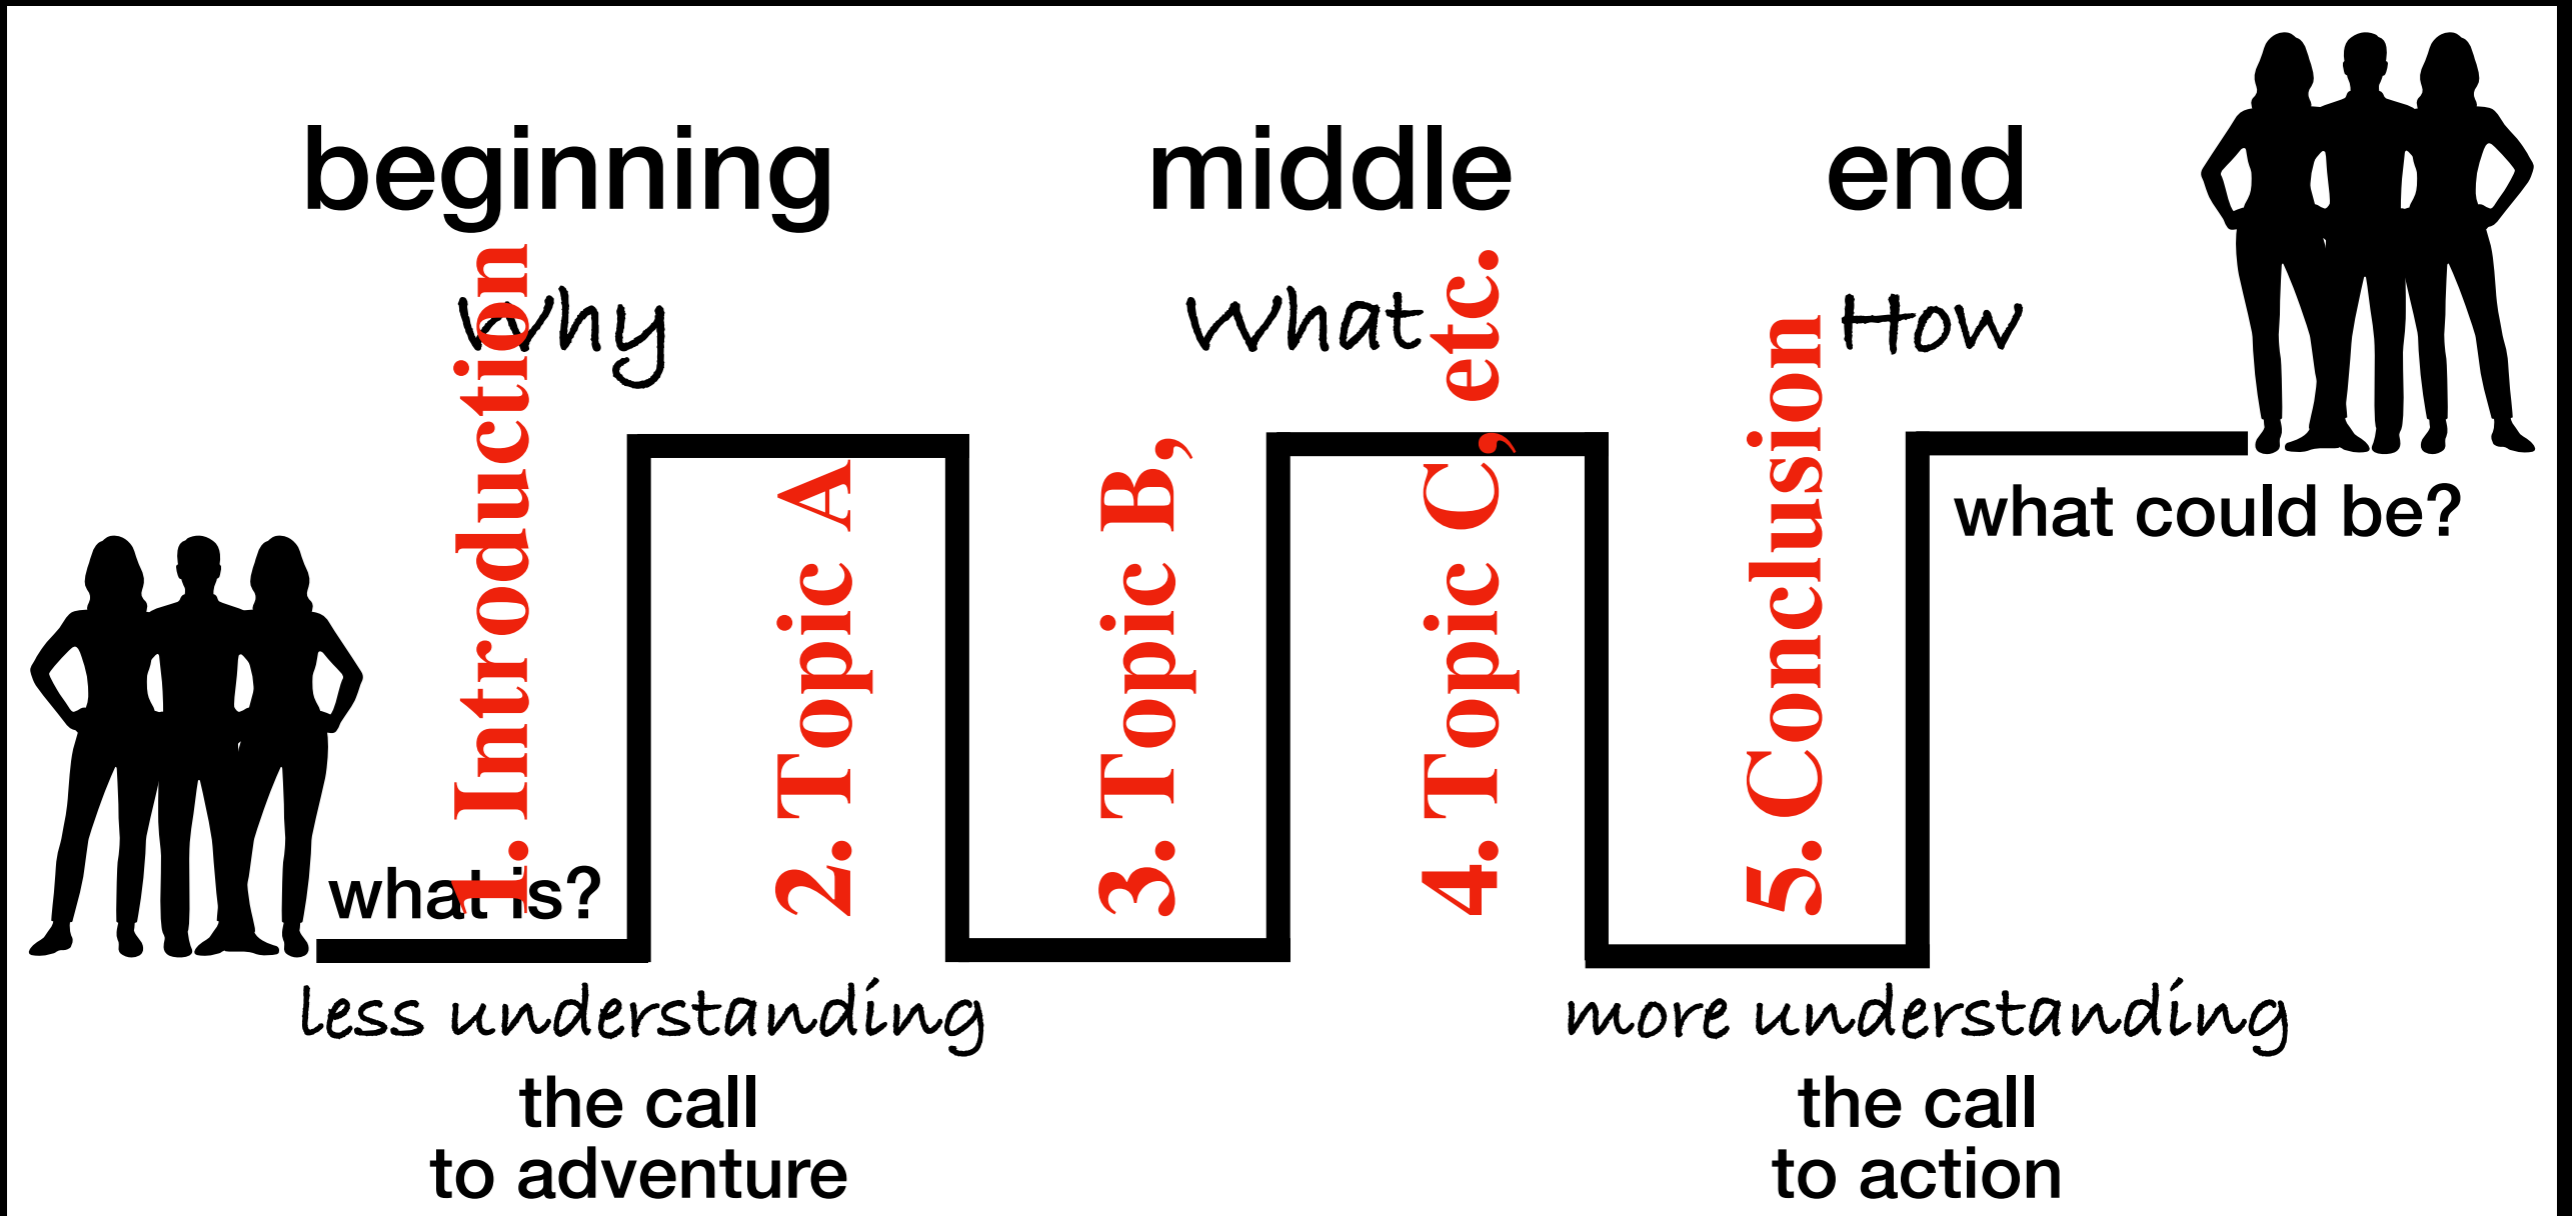 beginning
middle
end
Why
What
How
1. Introduction
2. Topic A
3. Topic B,
4. Topic C, etc.
5. Conclusion
what is?
what could be?
less understanding
more understanding
the call
to adventure
the call
to action